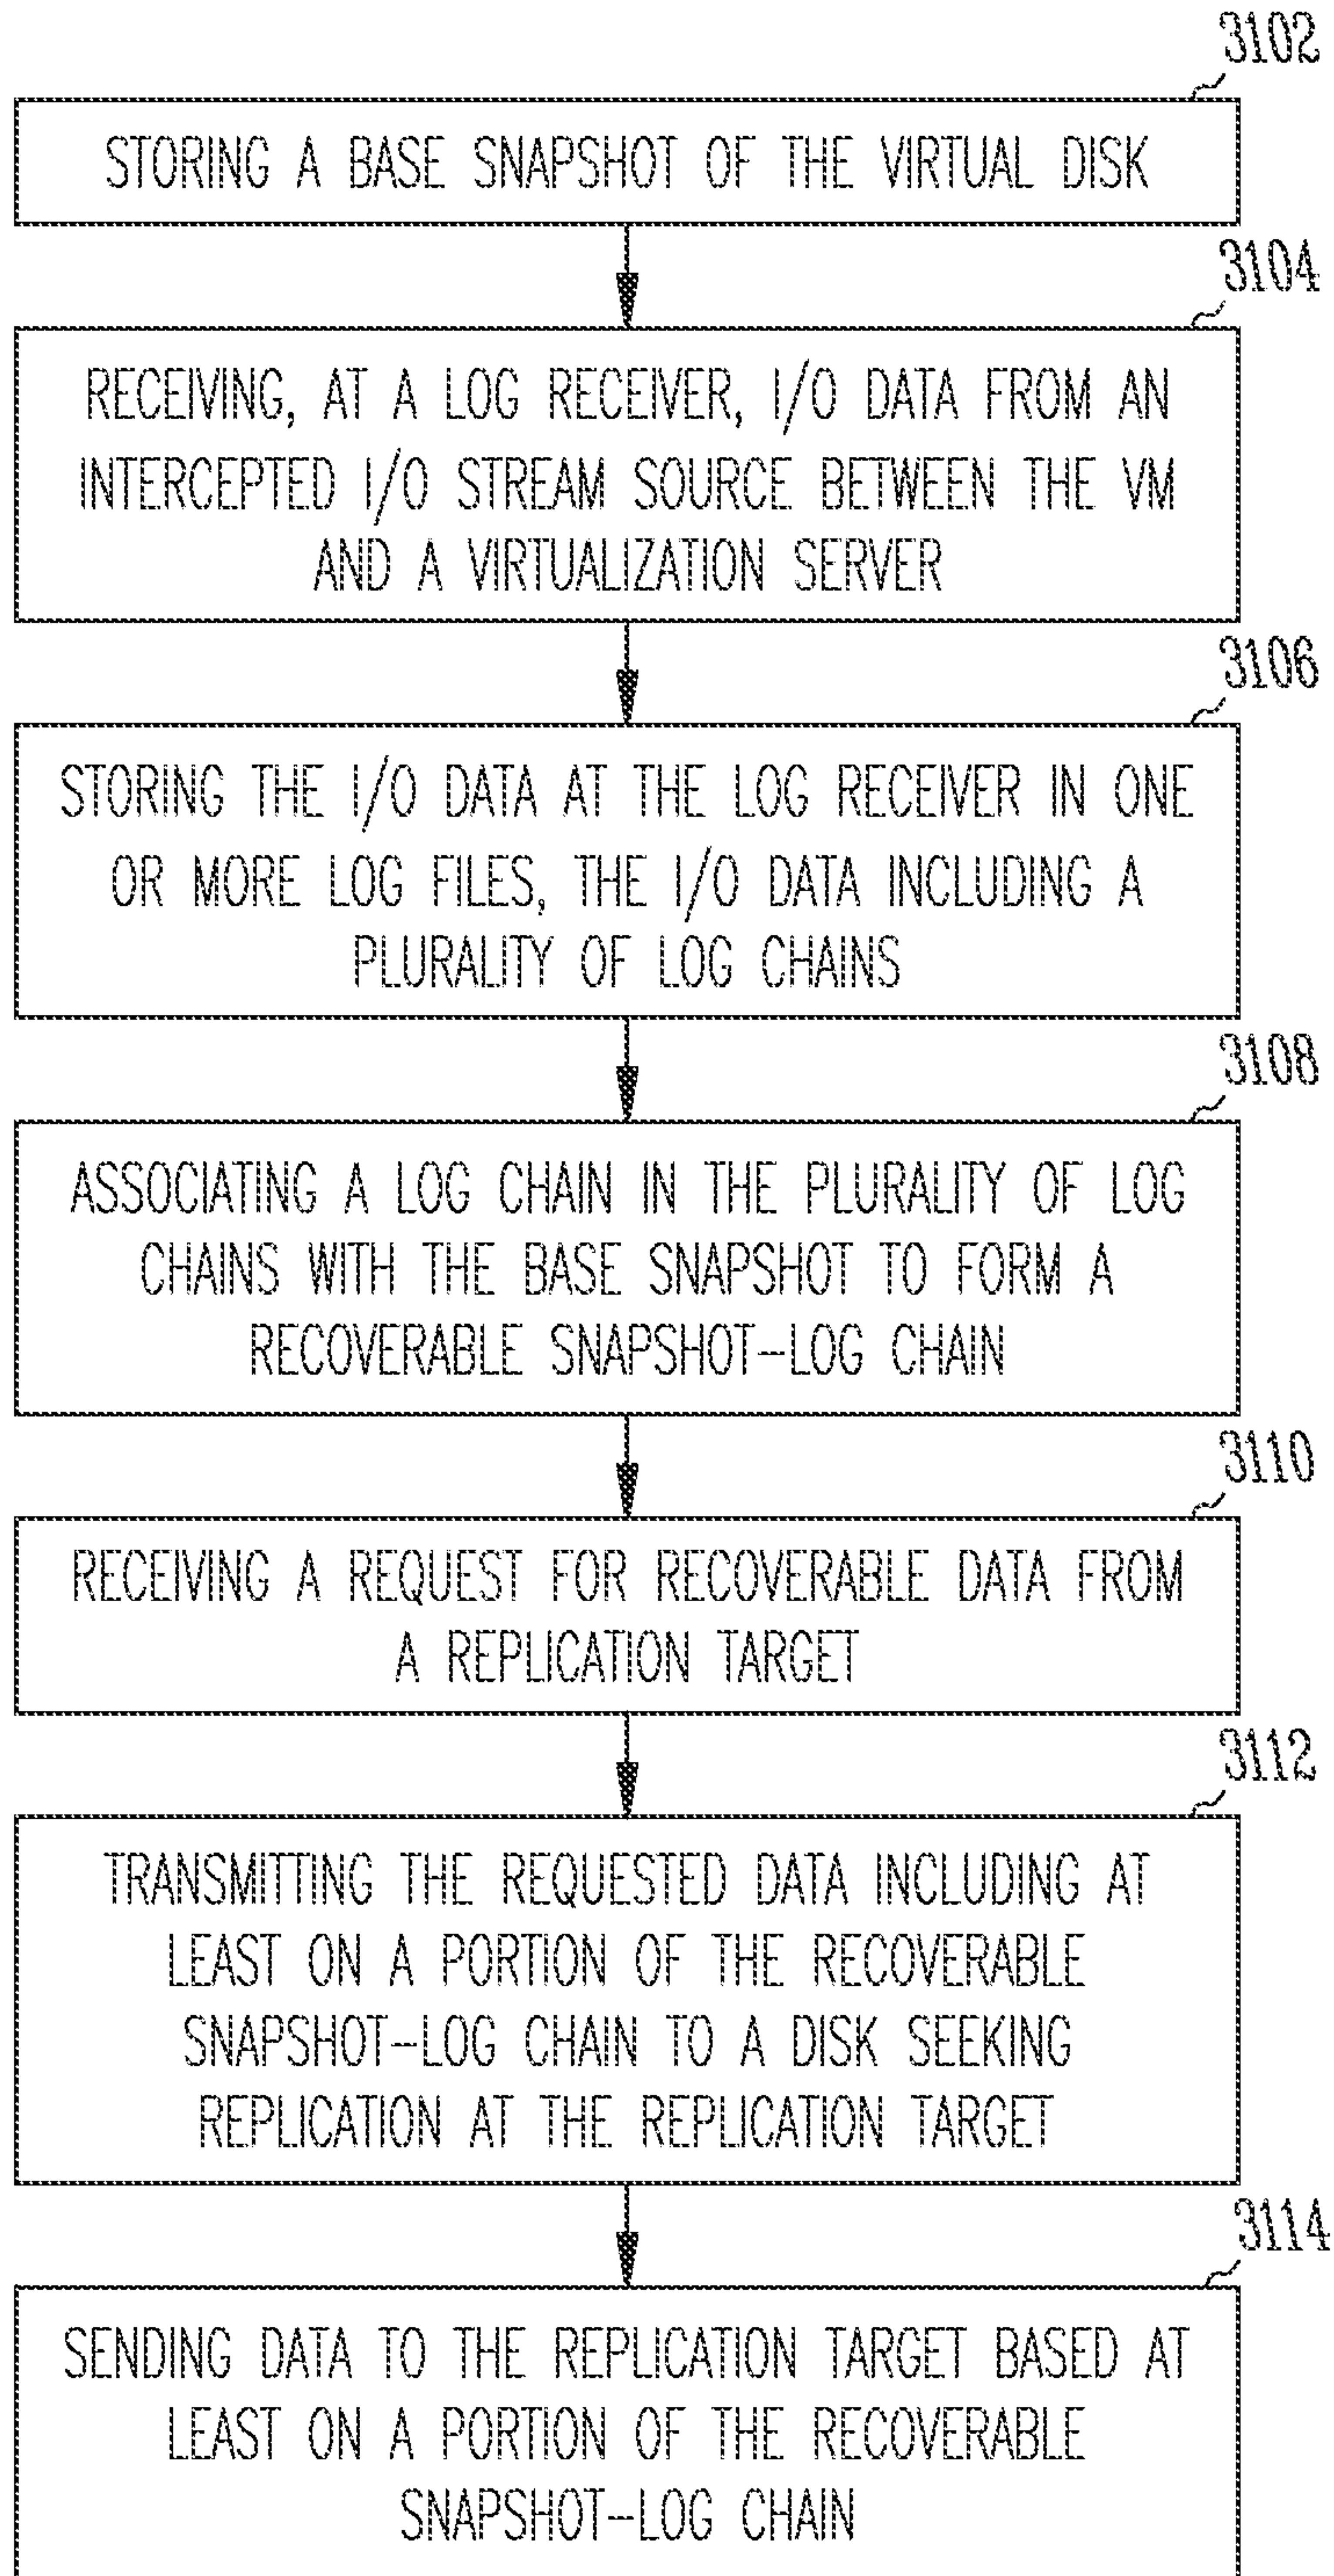 3102
STORING A BASE SNAPSHOT OF THE VIRTUAL DISK
3104
RECEIVING, AT A LOG RECEIVER, I/O DATA FROM AN
INTERCEPTED I/O STREAM SOURCE BETWEEN THE VM
AND A VIRTUALIZATION SERVER
3106
STORING THE I/O DATA AT THE LOG RECEIVER IN ONE
OR MORE LOG FILES, THE I/O DATA INCLUDING A
PLURALITY OF LOG CHAINS
3108
ASSOCIATING A LOG CHAIN IN THE PLURALITY OF LOG
CHAINS WITH THE BASE SNAPSHOT TO FORM A
RECOVERABLE SNAPSHOT-LOG CHAIN
3110
RECEIVING A REQUEST FOR RECOVERABLE DATA FROM
A REPLICATION TARGET
3112
TRANSMITTING THE REQUESTED DATA INCLUDING AT
LEAST ON A PORTION OF THE RECOVERABLE
SNAPSHOT-LOG CHAIN TO A DISK SEEKING
REPLICATION AT THE REPLICATION TARGET
3114
SENDING DATA TO THE REPLICATION TARGET BASED AT
LEAST ON A PORTION OF THE RECOVERABLE
SNAPSHOT-LOG CHAIN